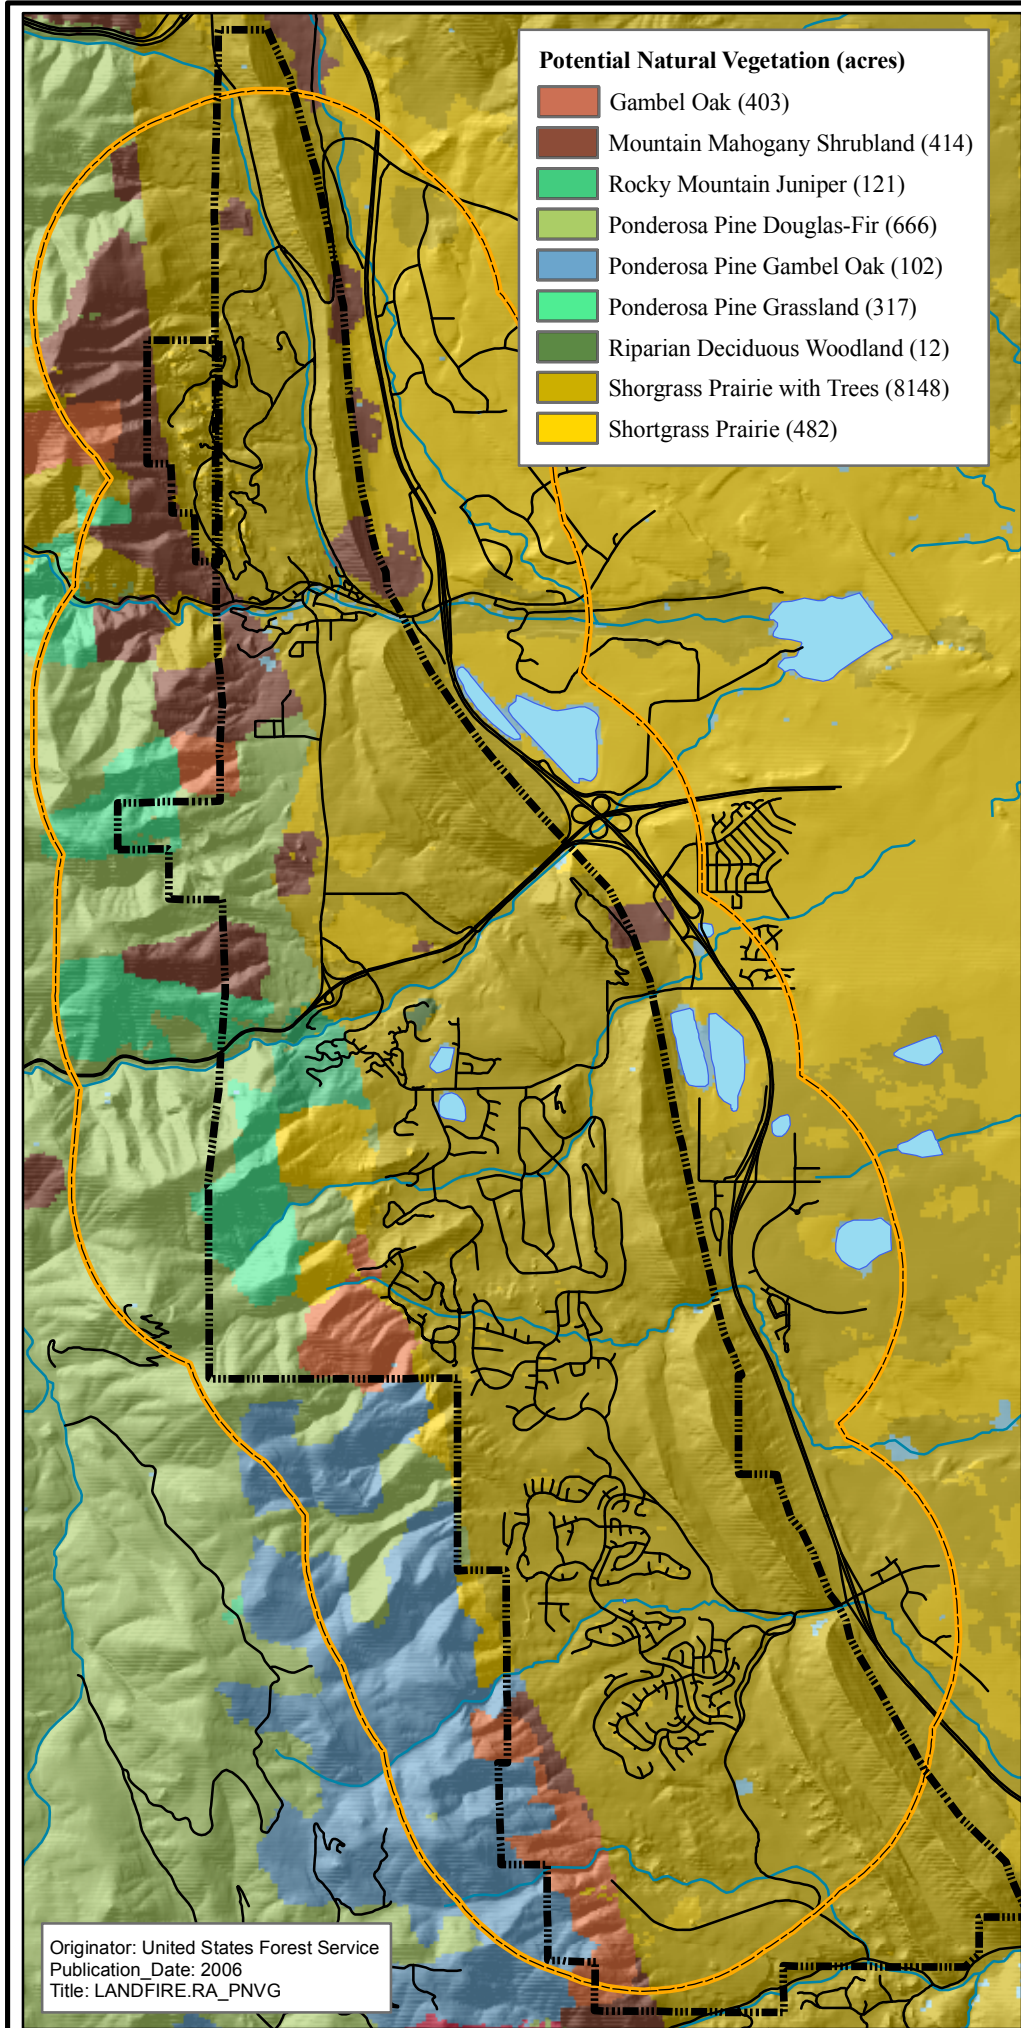 Potential Natural Vegetation (acres)
Gambel Oak (403)
Mountain Mahogany Shrubland (414)
Rocky Mountain Juniper (121)
Ponderosa Pine Douglas-Fir (666)
Ponderosa Pine Gambel Oak (102)
Ponderosa Pine Grassland (317)
Riparian Deciduous Woodland (12)
Shorgrass Prairie with Trees (8148)
Shortgrass Prairie (482)
Originator: United States Forest Service
Publication_Date: 2006
Title: LANDFIRE.RA_PNVG